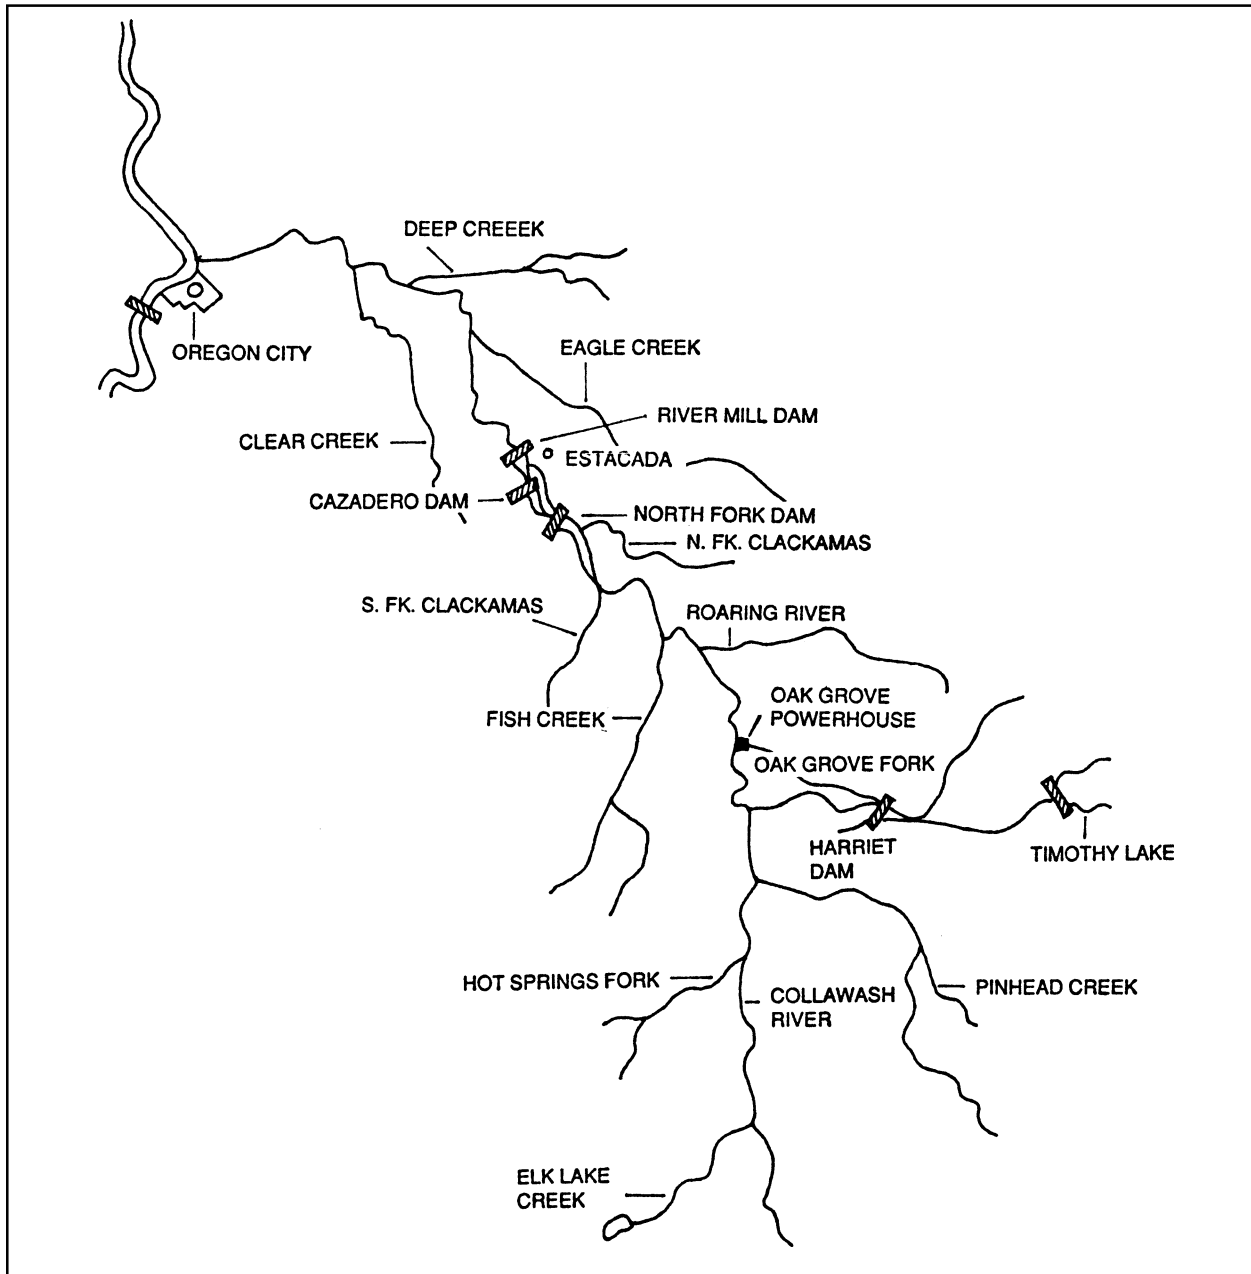 DEEP CREEEK
OREGON CITY
EAGLE CREEK
RIVER MILL DAM
CLEAR CREEK
ESTACADA
CAZADERO DAM
NORTH FORK DAM
N. FK. CLACKAMAS
S. FK. CLACKAMAS
ROARING RIVER
OAK GROVE
POWERHOUSE
FISH CREEK
OAK GROVE FORK
HARRIET
DAM
TIMOTHY LAKE
HOT SPRINGS FORK
COLLAWASH
RIVER
PINHEAD CREEK
ELK LAKE
CREEK